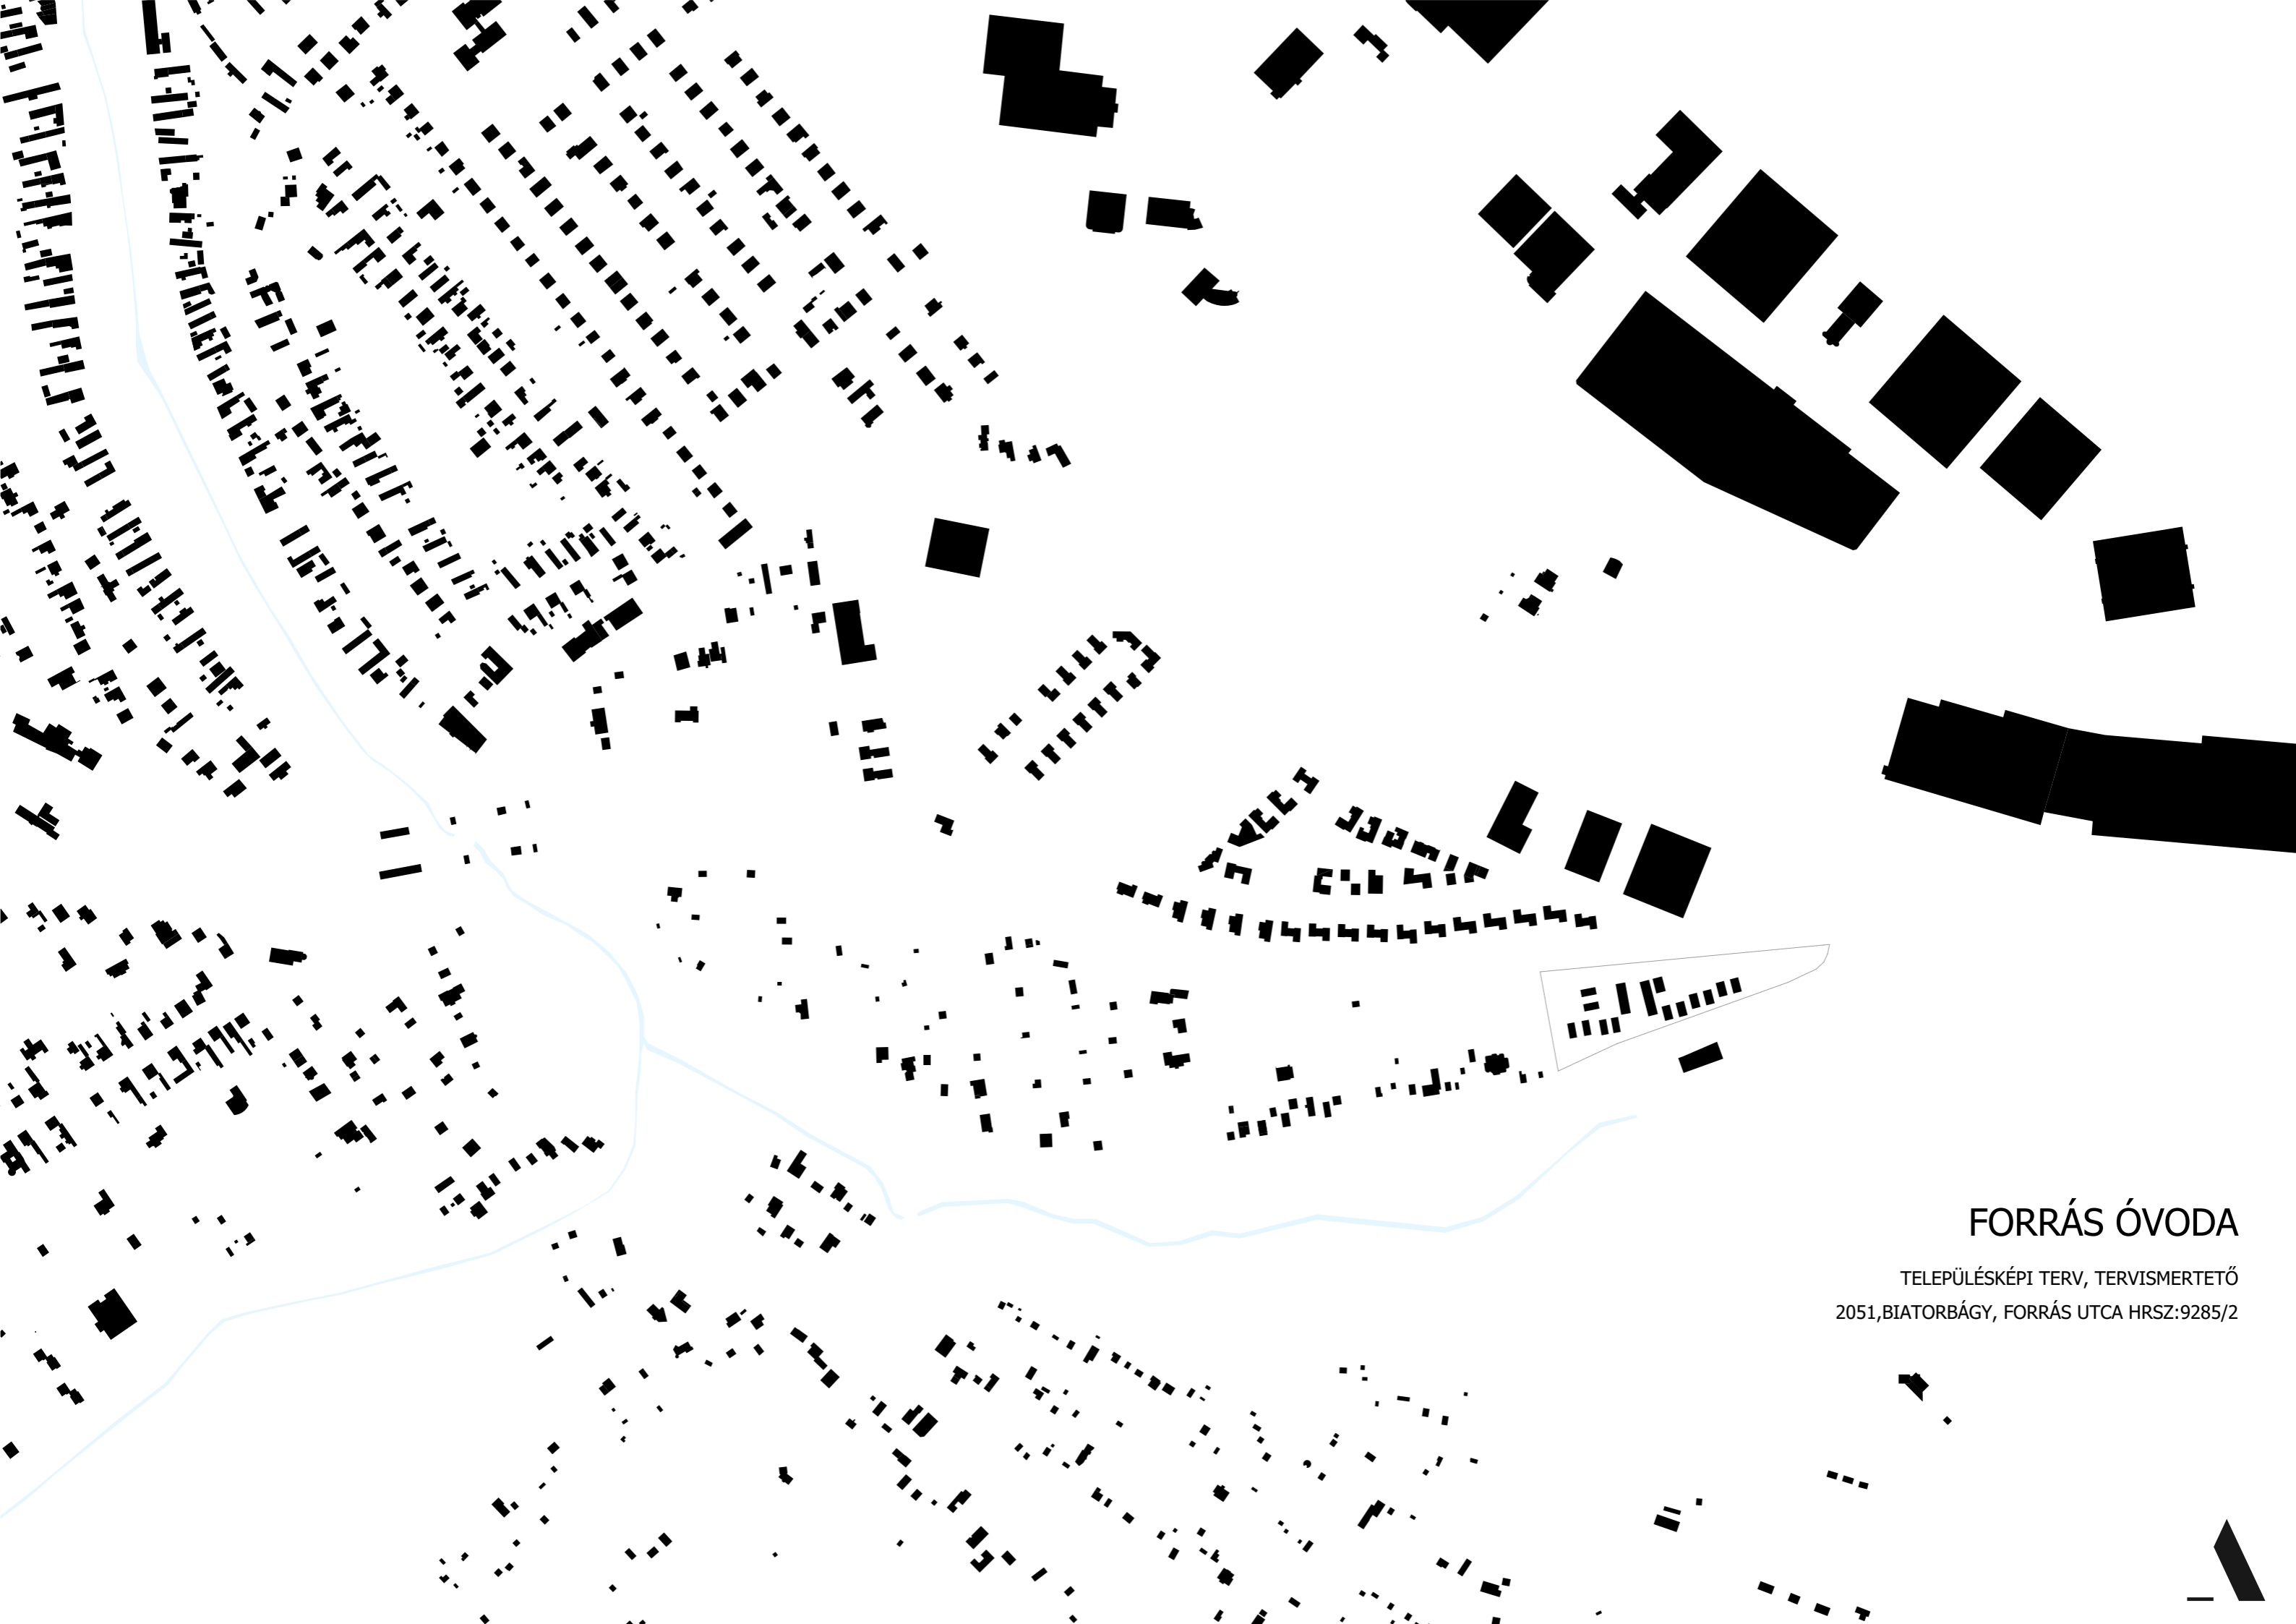 FORRÁS ÓVODA
TELEPÜLÉSKÉPI TERV, TERVISMERTETŐ
2051,BIATORBÁGY, FORRÁS UTCA HRSZ:9285/2